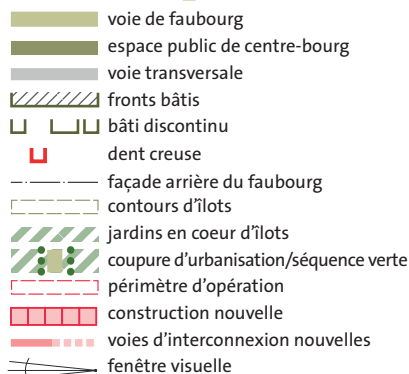 voie de faubourg
espace public de centre-bourg
voie transversale
fronts bâtis
bâti discontinu
dent creuse
façade arrière du faubourg
contours d'îlots
jardins en coeur d'îlots
coupure d'urbanisation/séquence verte
périmètre d'opération
construction nouvelle
voies d'interconnexion nouvelles
fenêtre visuelle